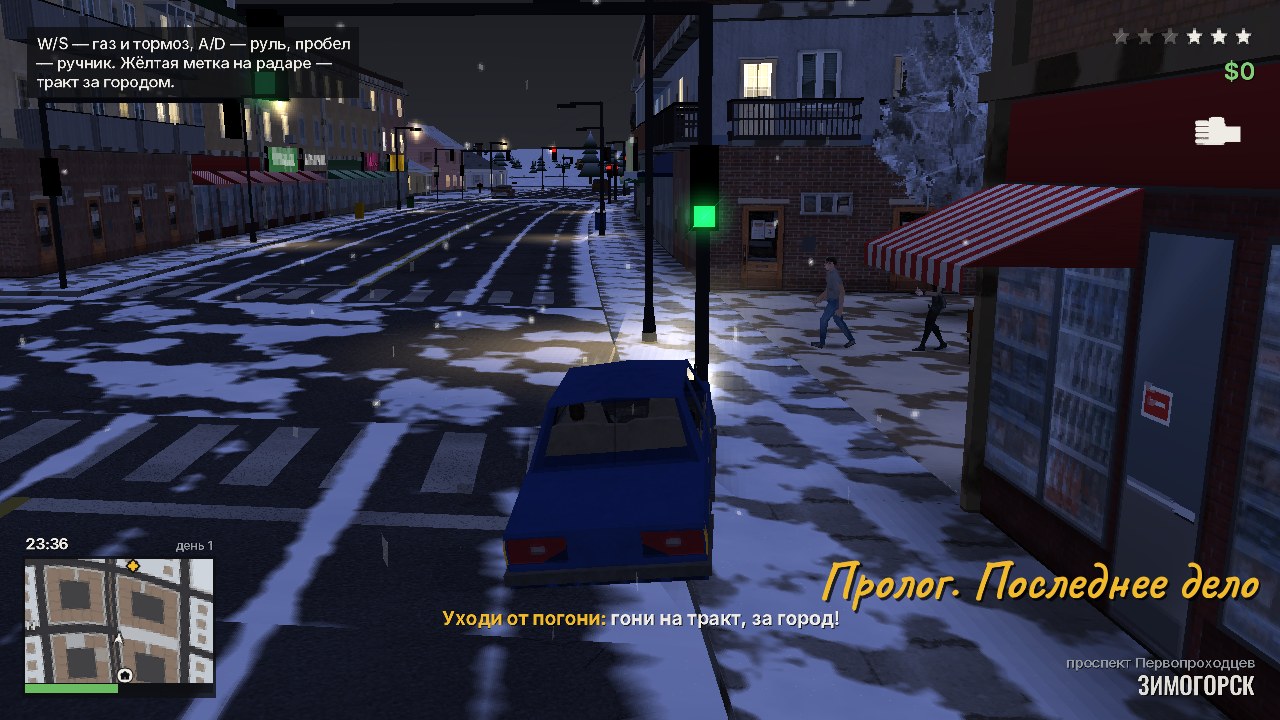 W/S — газ и тормоз, A/D — руль, пробел
— ручник. Жёлтая метка на радаре —
тракт за городом.
$0
23:36
день 1
Пролог. Последнее дело
Уходи от погони: гони на тракт, за город!
проспект Первопроходцев
ЗИМОГОРСК